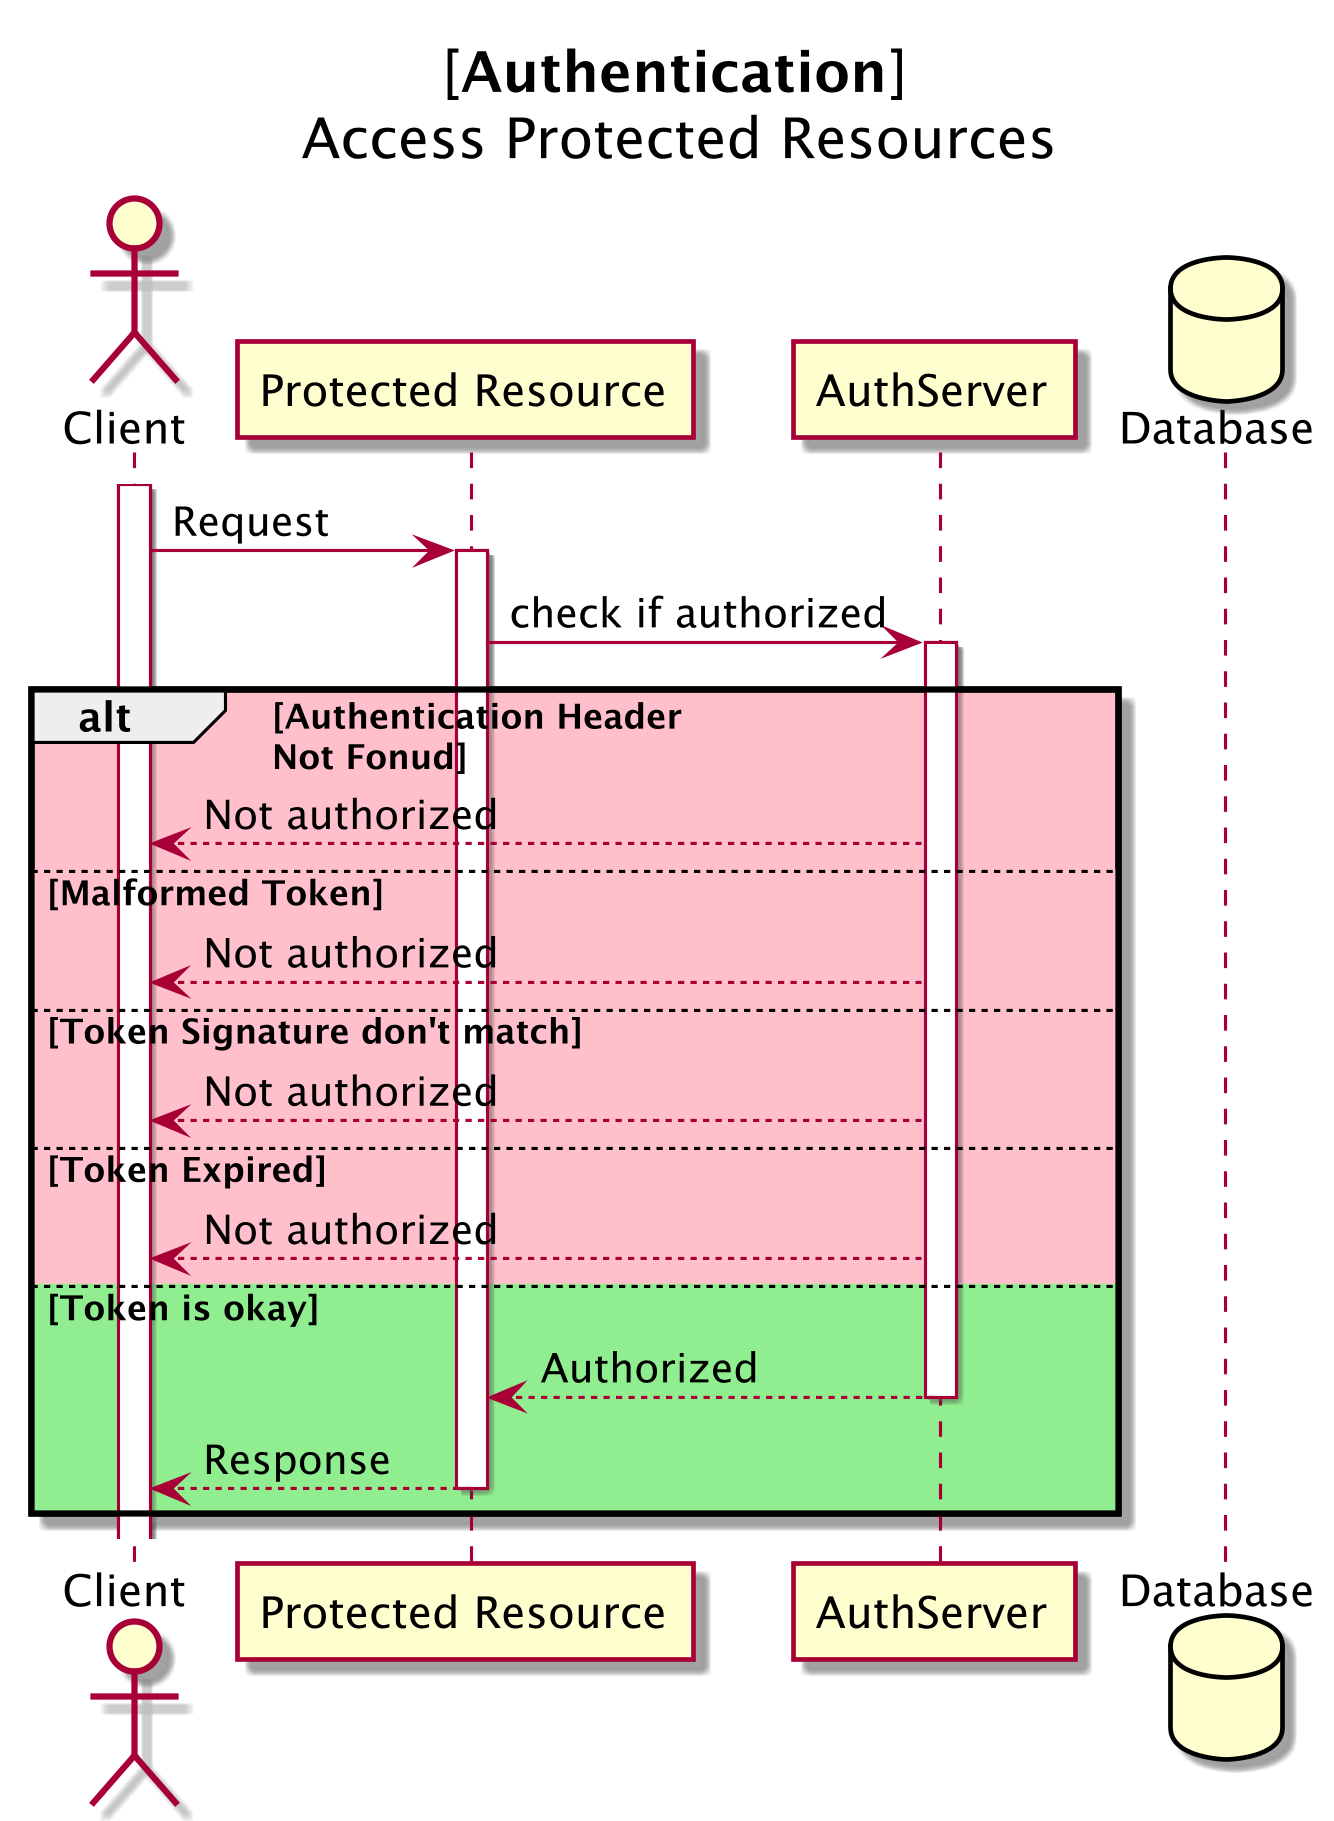 [Authentication]
Access Protected Resources
Client
Protected Resource
AuthServer
Database
Request
check if authorized
alt
[Authentication Header
Not Fonud]
Not authorized
[Malformed Token]
Not authorized
[Token Signature don't match]
Not authorized
[Token Expired]
Not authorized
[Token is okay]
Authorized
Response
Client
Protected Resource
AuthServer
Database